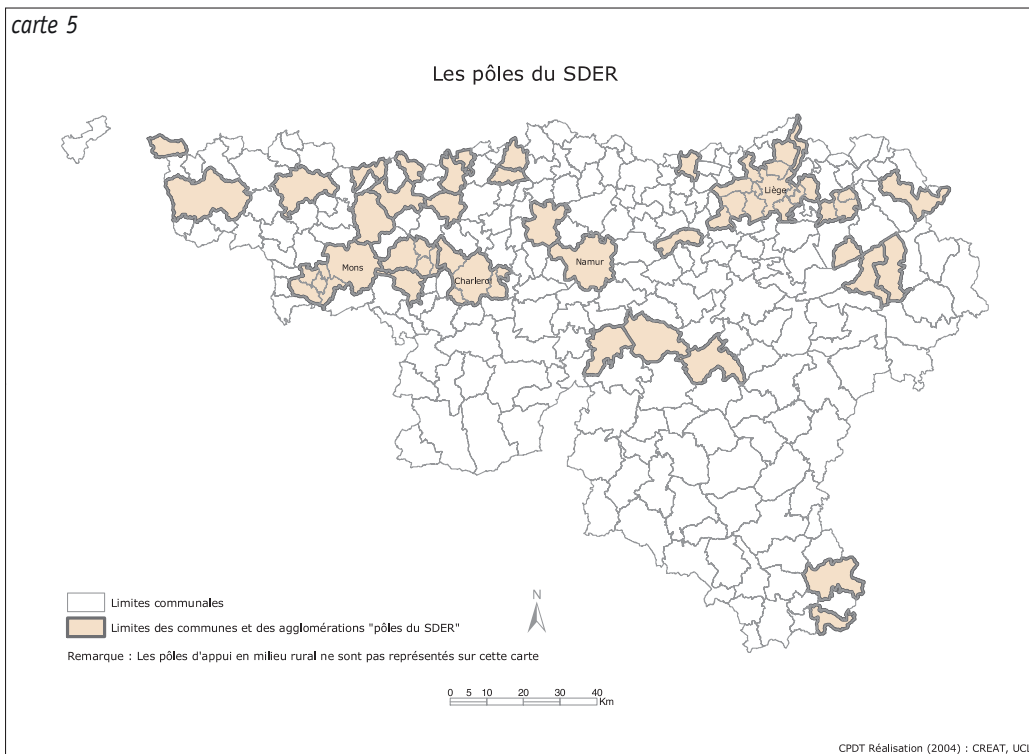 carte 5
Les pôles du SDER
Liège
Mons
Namur
Charlero
Limites communales
Limites des communes et des agglomérations "pôles du SDER"
Remarque : Les pôles d'appui en milieu rural ne sont pas représentés sur cette carte
N
0 5 10 20 30 40
Km
CPDT Réalisation (2004) : CREAT, UCL